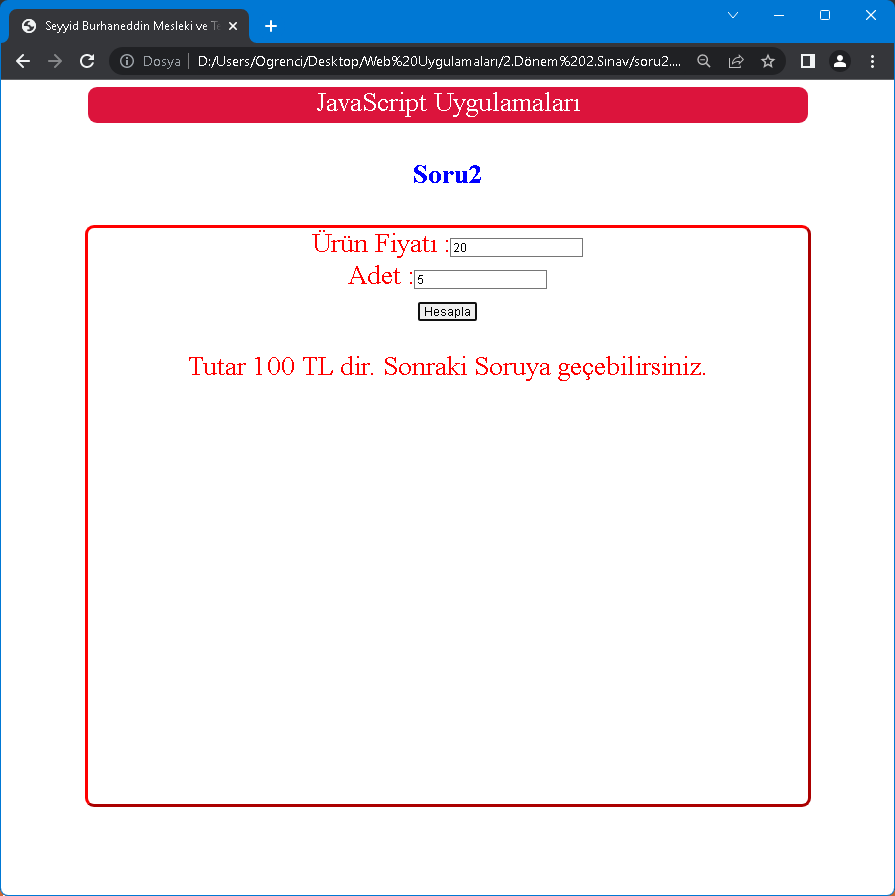 Seyyid Burhaneddin Mesleki ve Te
Dosya
D:/Users/Ogrenci/Desktop/Web%20Uygulamaları/2.Dönem%202.Sınav/soru2....
JavaScript Uygulamaları
Soru2
Ürün Fiyatı :20
Adet :5
Hesapla
Tutar 100 TL dir. Sonraki Soruya geçebilirsiniz.